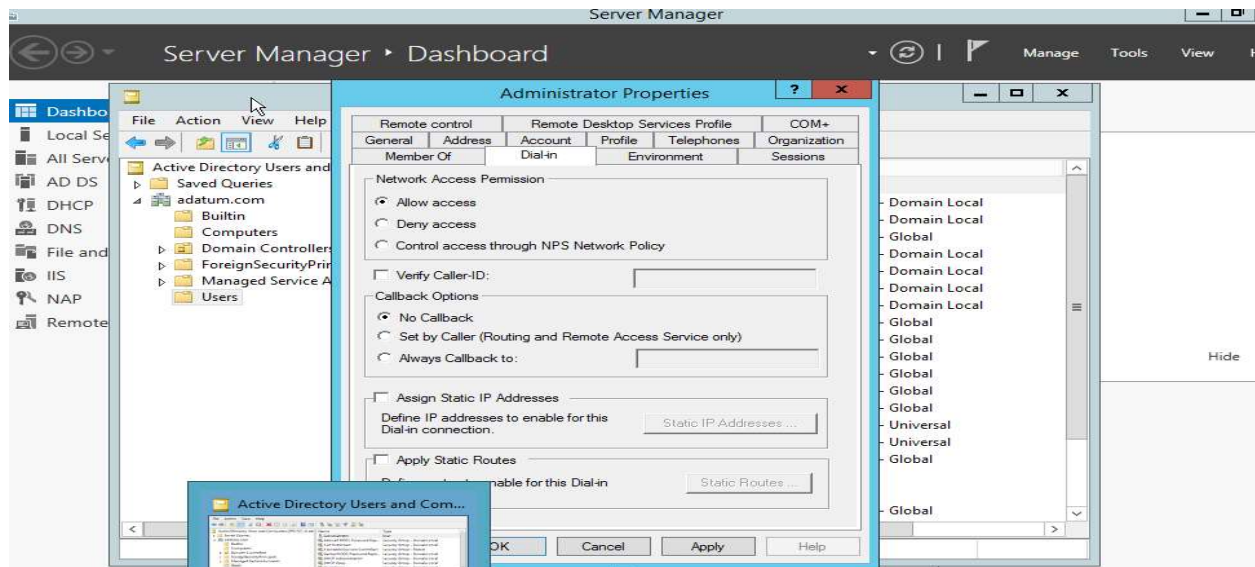 Server Manager
Server Manager ‣ Dashboard
Manage Tools View
Dashbo
Local Se
All Serv
AD DS
DHCP
DNS
File and
IIS
NAP
Remote
File Action View Help
Active Directory Users and
Saved Queries
adatum.com
Builtin
Computers
Domain Controllers
ForeignSecurityPrin
Managed Service A
Users
Administrator Properties
Remote control Remote Desktop Services Profile COM+
General Address Account Profile Telephones Organization
Member Of Dial-in Environment Sessions
Network Access Permission
Allow access
Deny access
Control access through NPS Network Policy
Verify Caller-ID:
Callback Options
No Callback
Set by Caller (Routing and Remote Access Service only)
Always Callback to:
Assign Static IP Addresses
Define IP addresses to enable for this
Dial-in connection.
Static IP Addresses ...
Apply Static Routes
enable for this Dial-in
Static Routes ...
OK Cancel Apply Help
- Domain Local
- Domain Local
- Global
- Domain Local
- Domain Local
- Domain Local
- Domain Local
- Global
- Global
- Global
- Global
- Global
- Global
- Universal
- Universal
- Global
- Global
Hide
Active Directory Users and Com...